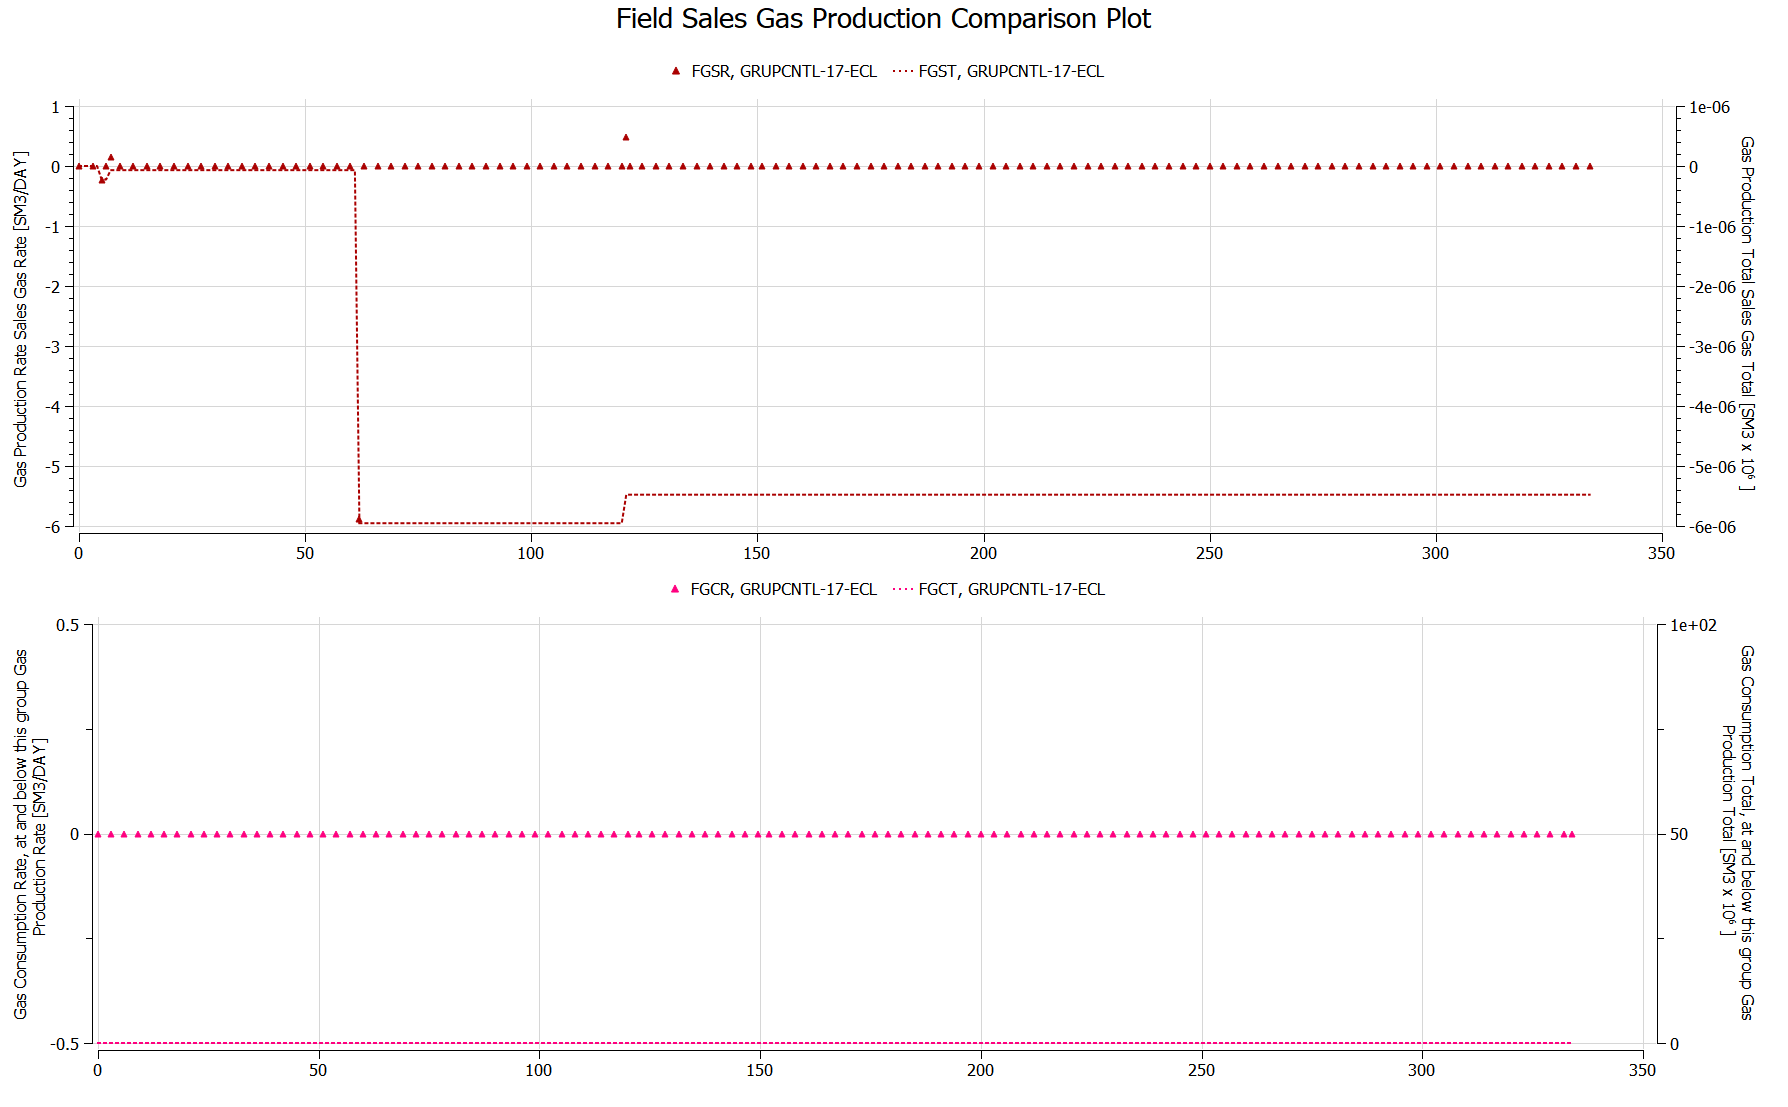 Field Sales Gas Production Comparison Plot
FGSR, GRUPCNTL-17-ECL
FGST, GRUPCNTL-17-ECL
Gas Production Rate Sales Gas Rate [SM3/DAY]
1
0
-1
-2
-3
-4
-5
-6
1e-06
0
-1e-06
-2e-06
-3e-06
-4e-06
-5e-06
-6e-06
Gas Production Total Sales Gas Total [SM3 x 10⁶ ]
0
50
100
150
200
250
300
350
FGCR, GRUPCNTL-17-ECL
FGCT, GRUPCNTL-17-ECL
Gas Consumption Rate, at and below this group Gas
Production Rate [SM3/DAY]
0.5
0
-0.5
1e+02
50
0
Gas Consumption Total, at and below this group Gas
Production Total [SM3 x 10⁶ ]
0
50
100
150
200
250
300
350